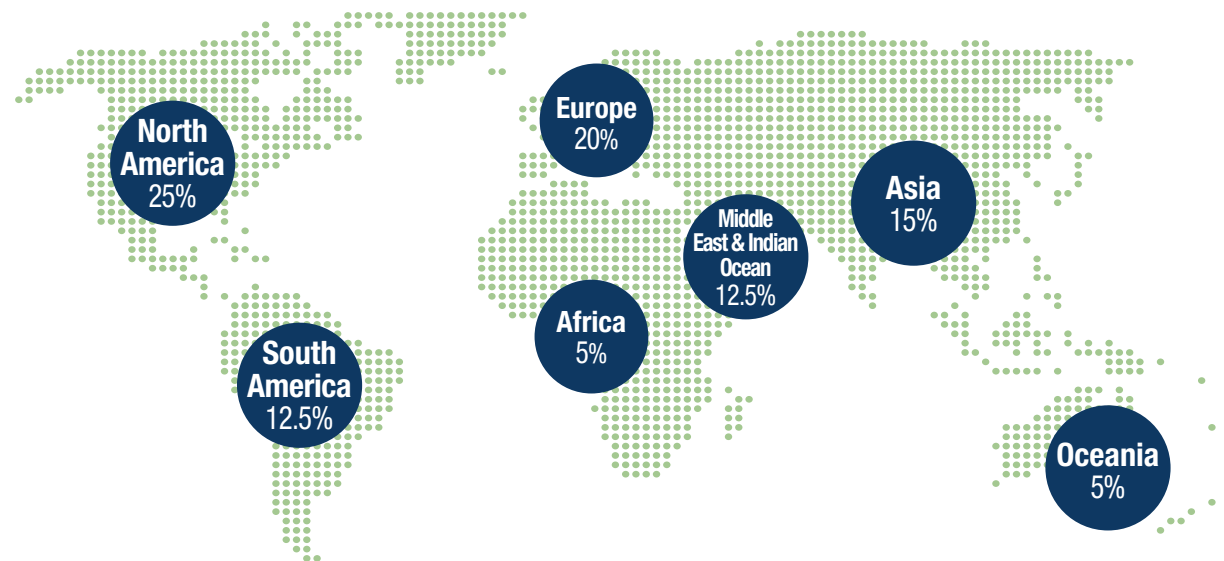 North
America
25%
Europe
20%
Asia
15%
Middle
East & Indian
Ocean
12.5%
Africa
5%
South
America
12.5%
Oceania
5%